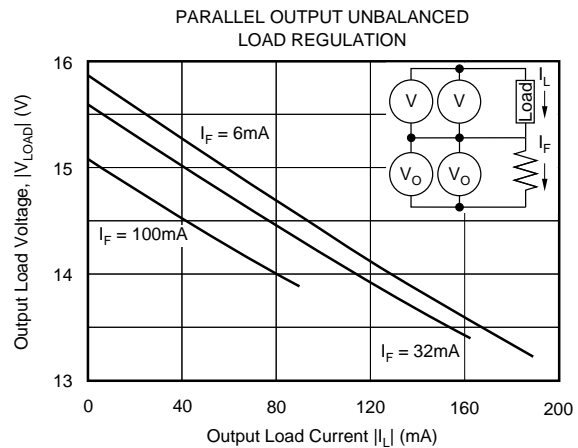 PARALLEL OUTPUT UNBALANCED
LOAD REGULATION
Output Load Voltage, |V_LOAD| (V)
16
15
14
13
I_F = 6mA
I_F = 100mA
I_F = 32mA
V
V
V_O
V_O
Load
I_L
I_F
0
40
80
120
160
200
Output Load Current |I_L| (mA)